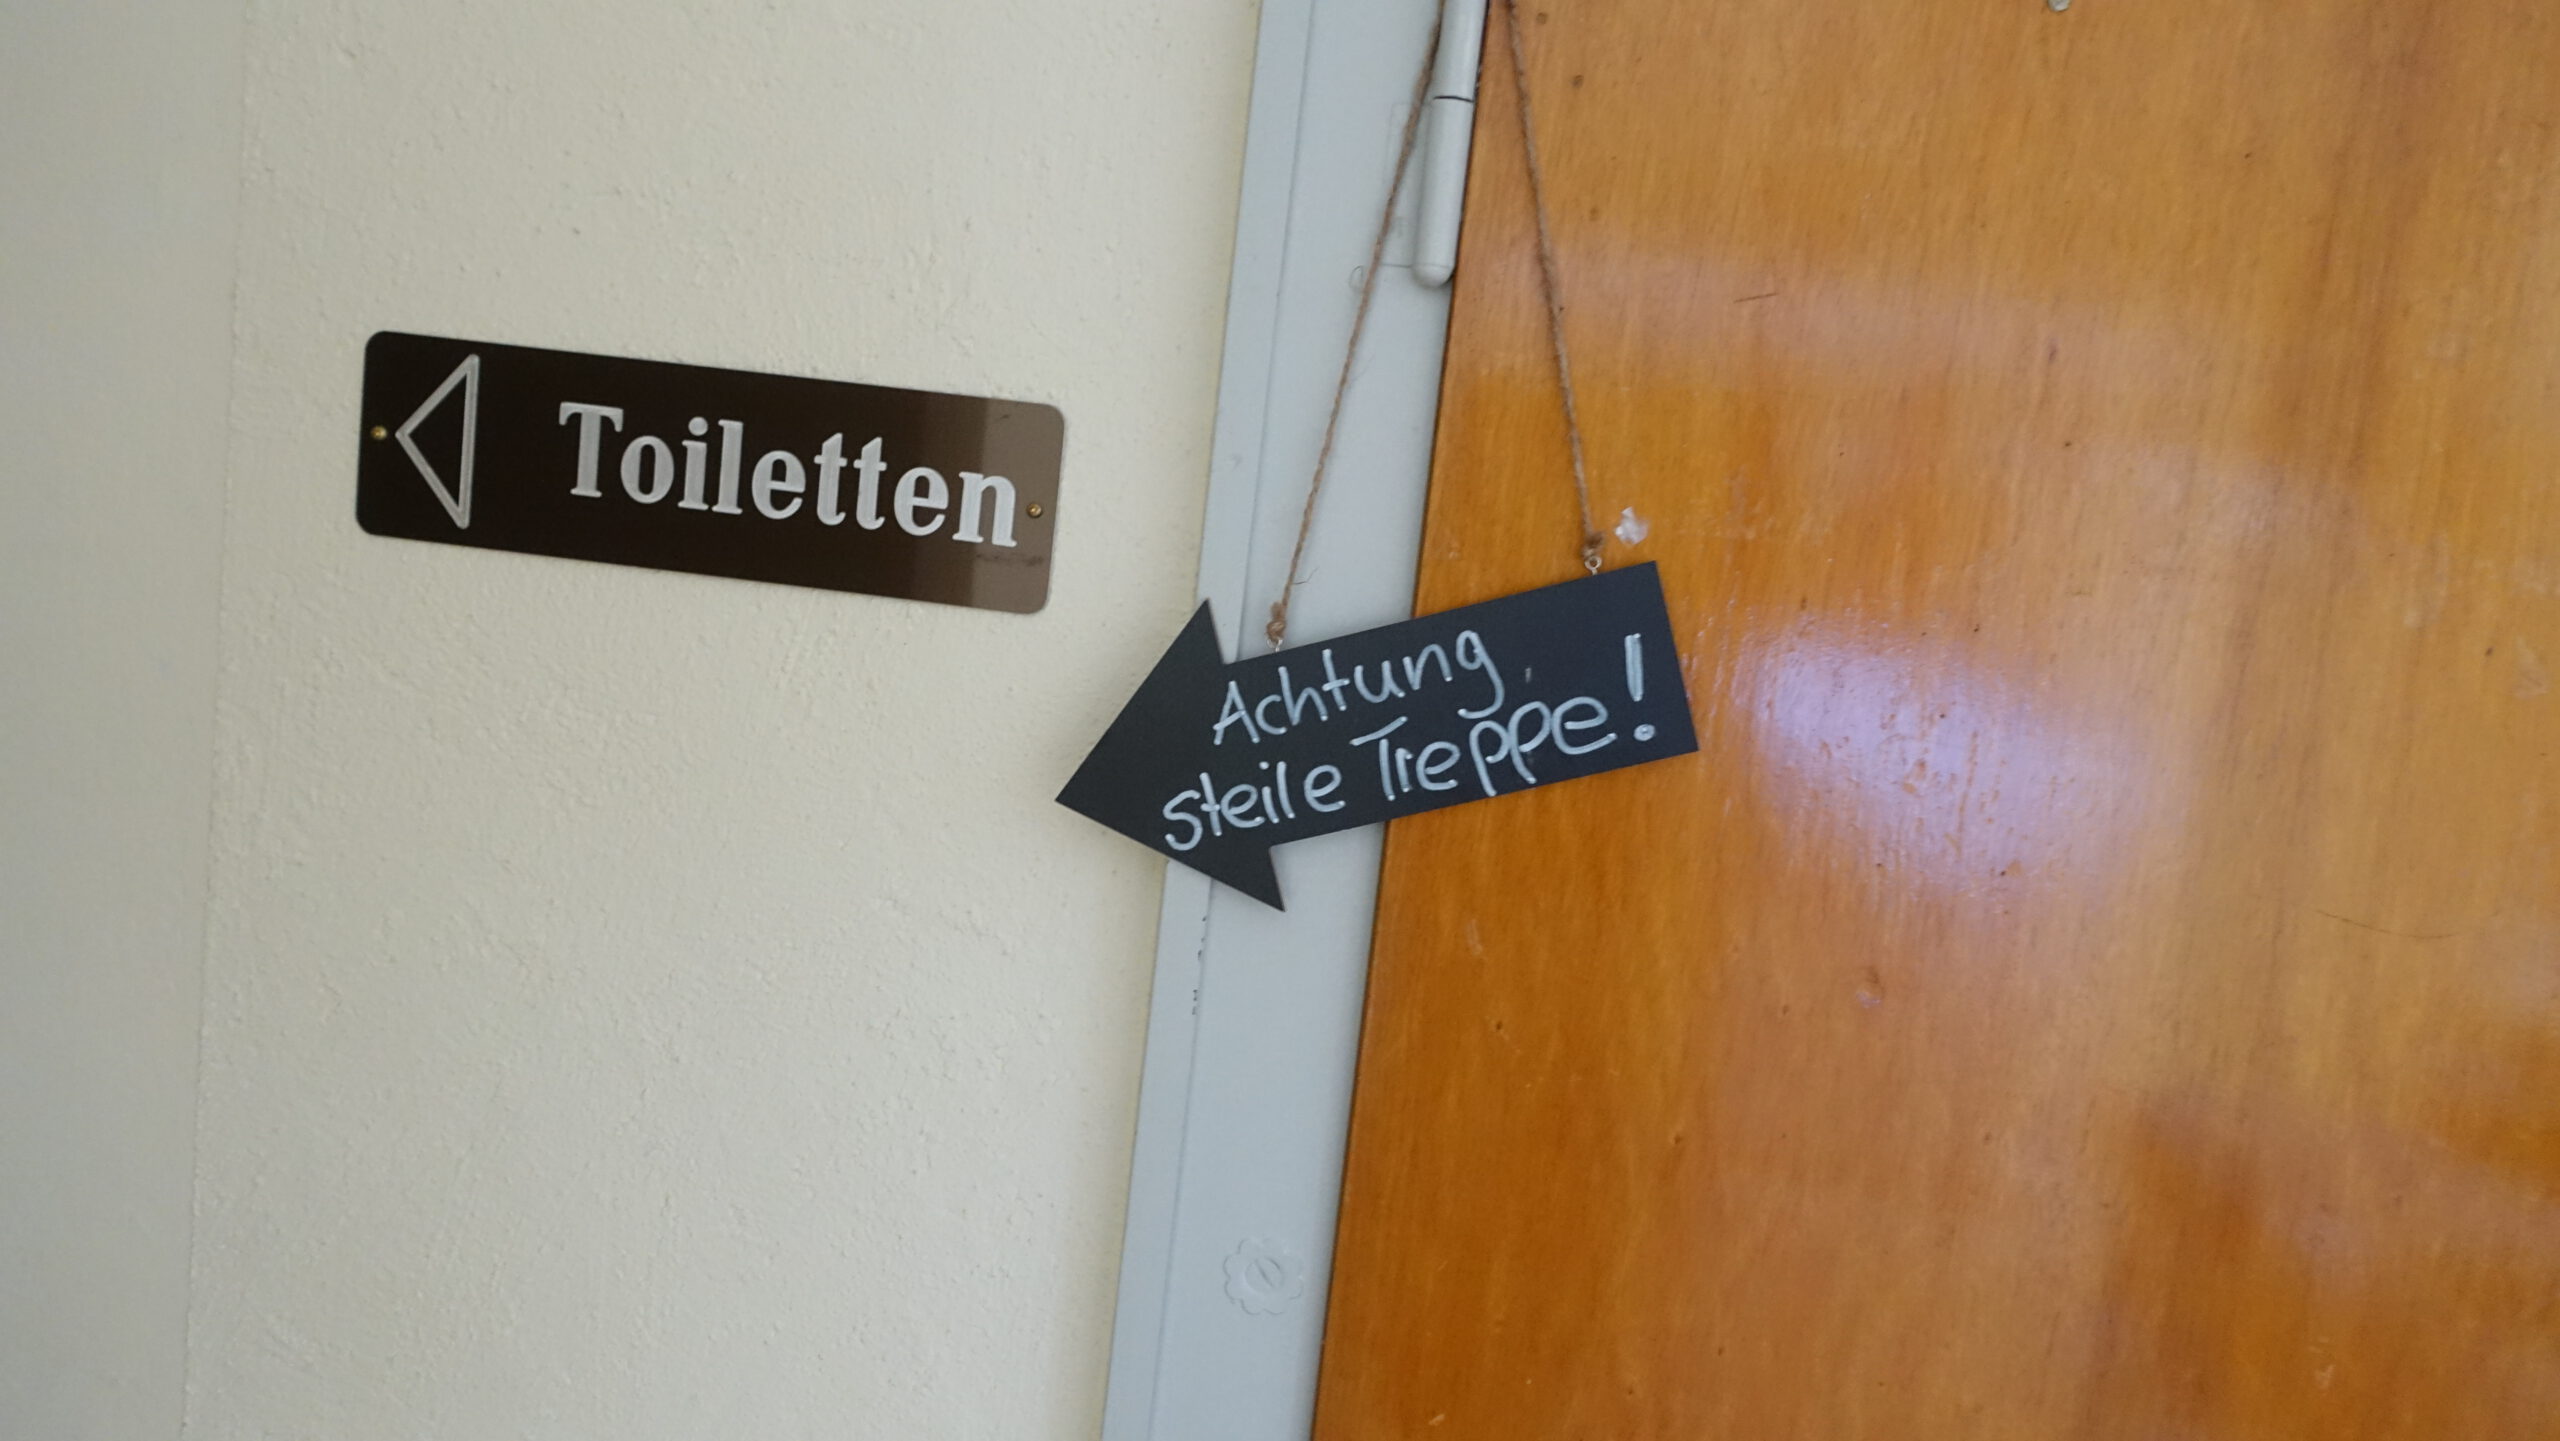 Toiletten
Achtung
steile Treppe!